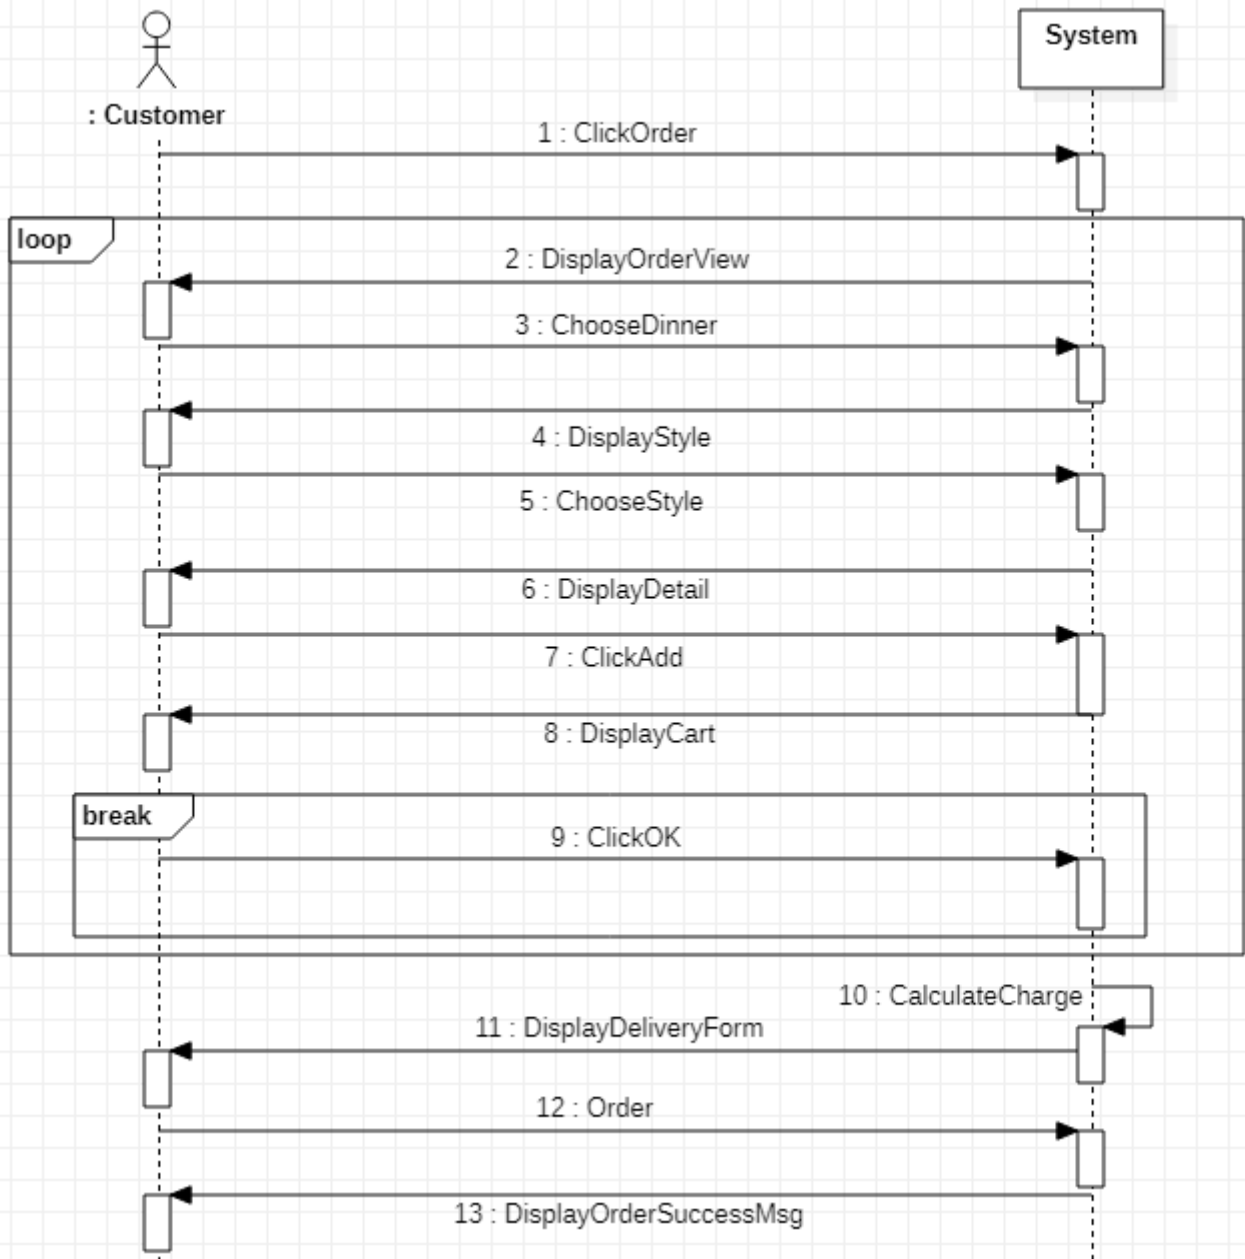 System
: Customer
1 : ClickOrder
loop
2 : DisplayOrderView
3 : ChooseDinner
4 : DisplayStyle
5 : ChooseStyle
6 : DisplayDetail
7 : ClickAdd
8 : DisplayCart
break
9 : ClickOK
10 : CalculateCharge
11 : DisplayDeliveryForm
12 : Order
13 : DisplayOrderSuccessMsg